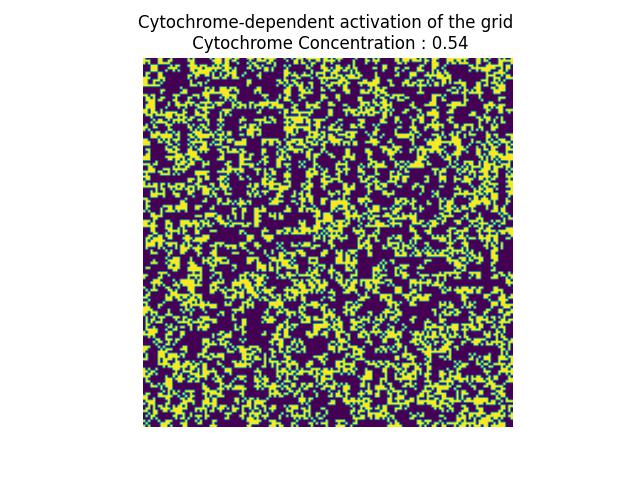 Cytochrome-dependent activation of the grid
Cytochrome Concentration : 0.54